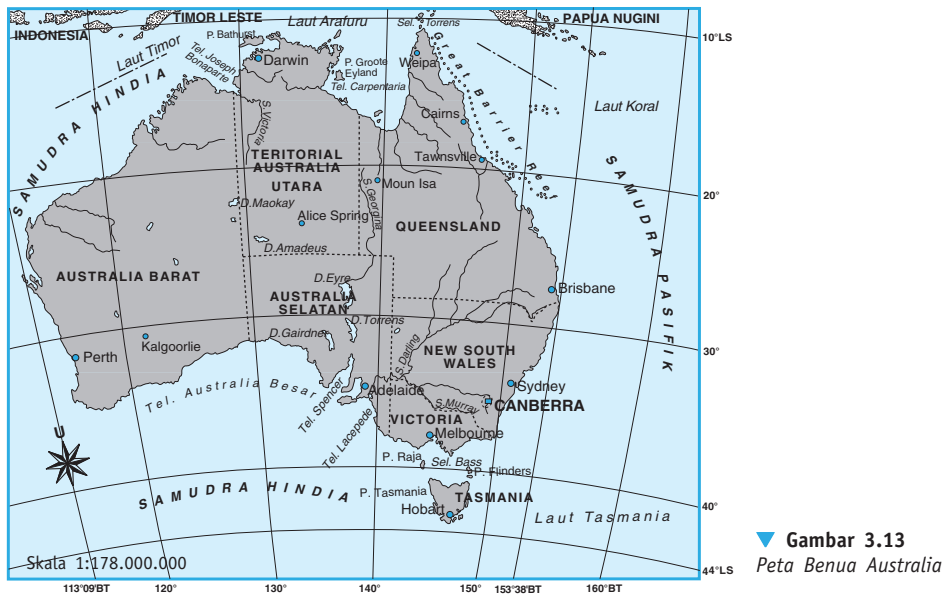 TIMOR LESTE
Laut Arafuru
Sel. Torrens
PAPUA NUGINI
INDONESIA
P. Bathurst
10°LS
Laut Timor
Tel. Joseph
Bonaparte
Darwin
P. Groote
Eyland
Weipa
Tel. Carpentaria
Great Barrier Reef
Laut Koral
SAMUDRA HINDIA
S. Victoria
Cairns
Tawnsville
TERITORIAL
AUSTRALIA
UTARA
Moun Isa
S. Georgina
20°
D.Maokay
Alice Spring
QUEENSLAND
SAMUDRA PASIFIK
D.Amadeus
AUSTRALIA BARAT
D.Eyre
AUSTRALIA
SELATAN
Brisbane
D.Torrens
D.Gairdner
Kalgoorlie
Perth
S. Darling
NEW SOUTH
WALES
30°
Tel. Australia Besar
Tel. Spencer
Adelaide
Sydney
S.Murray
CANBERRA
Tel. Lacepede
VICTORIA
Melbourne
U
P. Raja
Sel. Bass
P. Flinders
SAMUDRA HINDIA
P. Tasmania
TASMANIA
Hobart
Laut Tasmania
40°
Skala 1:178.000.000
44°LS
113°09'BT
120°
130°
140°
150°
153°38'BT
160°BT
Gambar 3.13
Peta Benua Australia